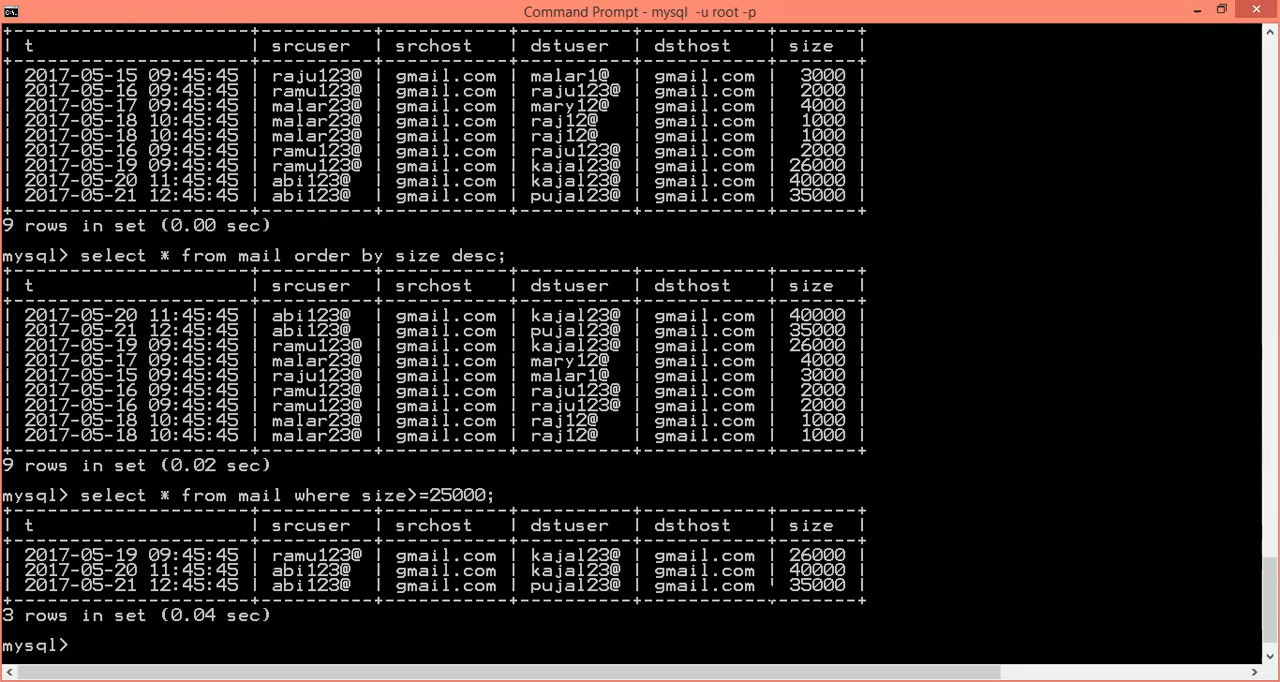 Command Prompt - mysql  -u root -p
| t                   | srcuser  | srchost   | dstuser  | dsthost   | size  |
| 2017-05-15 09:45:45 | raju123@ | gmail.com | malar1@  | gmail.com |  3000 |
| 2017-05-16 09:45:45 | ramu123@ | gmail.com | raju123@ | gmail.com |  2000 |
| 2017-05-17 09:45:45 | malar23@ | gmail.com | mary12@  | gmail.com |  4000 |
| 2017-05-18 10:45:45 | malar23@ | gmail.com | raj12@   | gmail.com |  1000 |
| 2017-05-18 10:45:45 | malar23@ | gmail.com | raj12@   | gmail.com |  1000 |
| 2017-05-16 09:45:45 | ramu123@ | gmail.com | raju123@ | gmail.com |  2000 |
| 2017-05-19 09:45:45 | ramu123@ | gmail.com | kajal23@ | gmail.com | 26000 |
| 2017-05-20 11:45:45 | abi123@  | gmail.com | kajal23@ | gmail.com | 40000 |
| 2017-05-21 12:45:45 | abi123@  | gmail.com | pujal23@ | gmail.com | 35000 |
9 rows in set (0.00 sec)
mysql> select * from mail order by size desc;
| t                   | srcuser  | srchost   | dstuser  | dsthost   | size  |
| 2017-05-20 11:45:45 | abi123@  | gmail.com | kajal23@ | gmail.com | 40000 |
| 2017-05-21 12:45:45 | abi123@  | gmail.com | pujal23@ | gmail.com | 35000 |
| 2017-05-19 09:45:45 | ramu123@ | gmail.com | kajal23@ | gmail.com | 26000 |
| 2017-05-17 09:45:45 | malar23@ | gmail.com | mary12@  | gmail.com |  4000 |
| 2017-05-15 09:45:45 | raju123@ | gmail.com | malar1@  | gmail.com |  3000 |
| 2017-05-16 09:45:45 | ramu123@ | gmail.com | raju123@ | gmail.com |  2000 |
| 2017-05-16 09:45:45 | ramu123@ | gmail.com | raju123@ | gmail.com |  2000 |
| 2017-05-18 10:45:45 | malar23@ | gmail.com | raj12@   | gmail.com |  1000 |
| 2017-05-18 10:45:45 | malar23@ | gmail.com | raj12@   | gmail.com |  1000 |
9 rows in set (0.02 sec)
mysql> select * from mail where size>=25000;
| t                   | srcuser  | srchost   | dstuser  | dsthost   | size  |
| 2017-05-19 09:45:45 | ramu123@ | gmail.com | kajal23@ | gmail.com | 26000 |
| 2017-05-20 11:45:45 | abi123@  | gmail.com | kajal23@ | gmail.com | 40000 |
| 2017-05-21 12:45:45 | abi123@  | gmail.com | pujal23@ | gmail.com | 35000 |
3 rows in set (0.04 sec)
mysql>